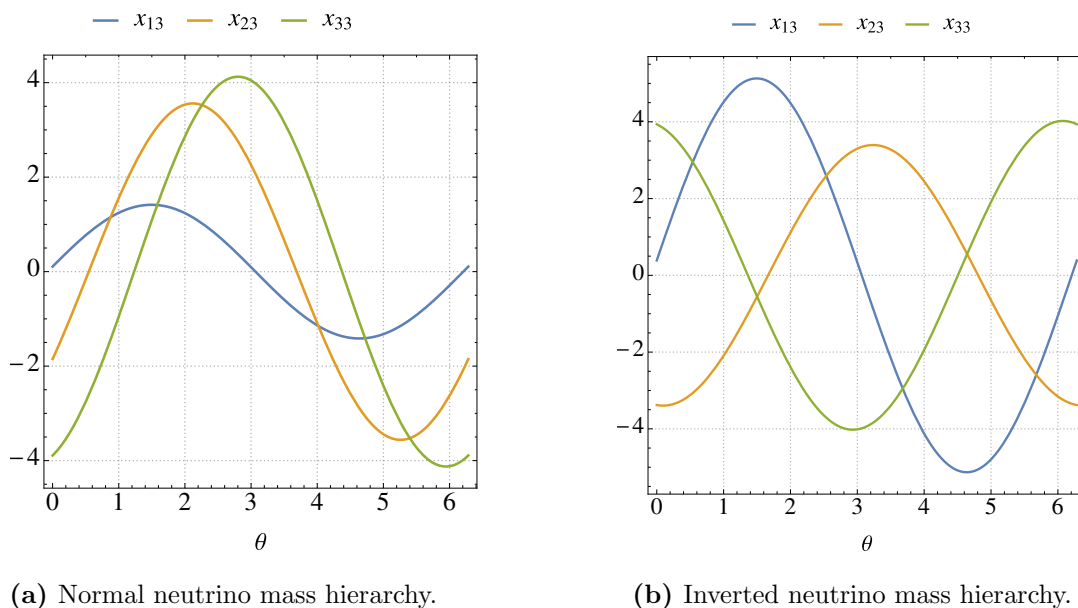 x₁₃ x₂₃ x₃₃
4
2
0
−2
−4
0 1 2 3 4 5 6
θ
(a) Normal neutrino mass hierarchy.
x₁₃ x₂₃ x₃₃
4
2
0
−2
−4
0 1 2 3 4 5 6
θ
(b) Inverted neutrino mass hierarchy.